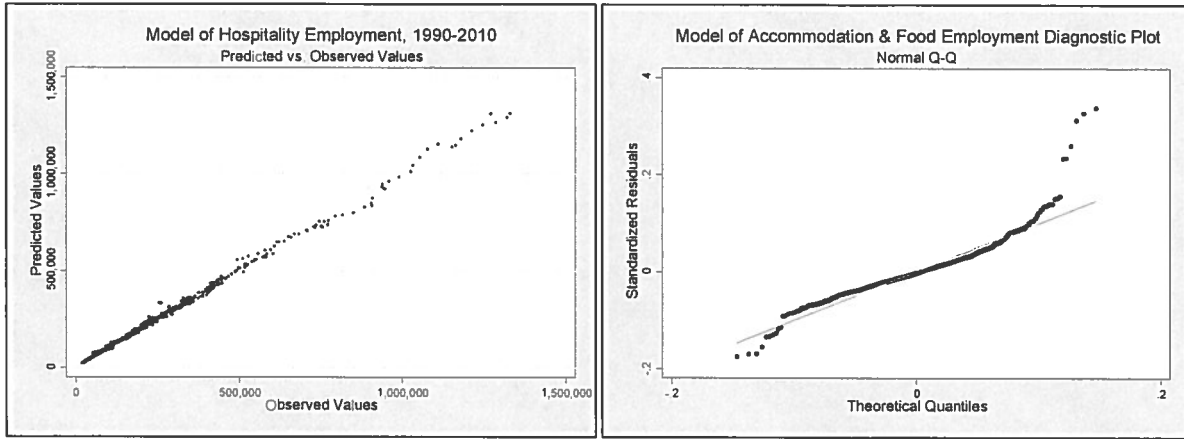 Model of Hospitality Employment, 1990-2010
Predicted vs. Observed Values
Predicted Values
1,500,000
1,000,000
500,000
0
0
500,000
1,000,000
1,500,000
Observed Values
Model of Accommodation & Food Employment Diagnostic Plot
Normal Q-Q
Standardized Residuals
.4
.2
0
-.2
-.2
0
.2
Theoretical Quantiles